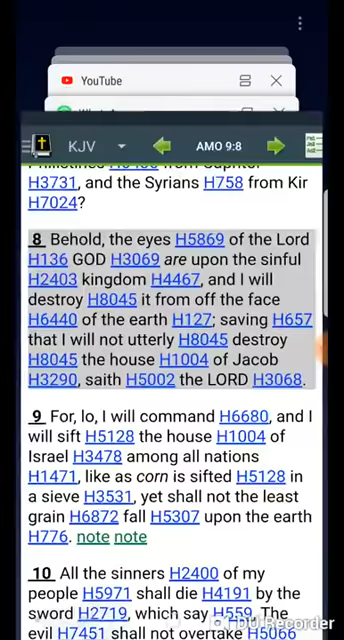 YouTube
KJV
AMO 9:8
H3731, and the Syrians H758 from Kir
H7024?
8 Behold, the eyes H5869 of the Lord
H136 GOD H3069 are upon the sinful
H2403 kingdom H4467, and I will
destroy H8045 it from off the face
H6440 of the earth H127; saving H657
that I will not utterly H8045 destroy
H8045 the house H1004 of Jacob
H3290, saith H5002 the LORD H3068.
9 For, lo, I will command H6680, and I
will sift H5128 the house H1004 of
Israel H3478 among all nations
H1471, like as corn is sifted H5128 in
a sieve H3531, yet shall not the least
grain H6872 fall H5307 upon the earth
H776. note note
10 All the sinners H2400 of my
people H5971 shall die H4191 by the
sword H2719, which say H559, The
evil H7451 shall not overtake H5066
DU Recorder